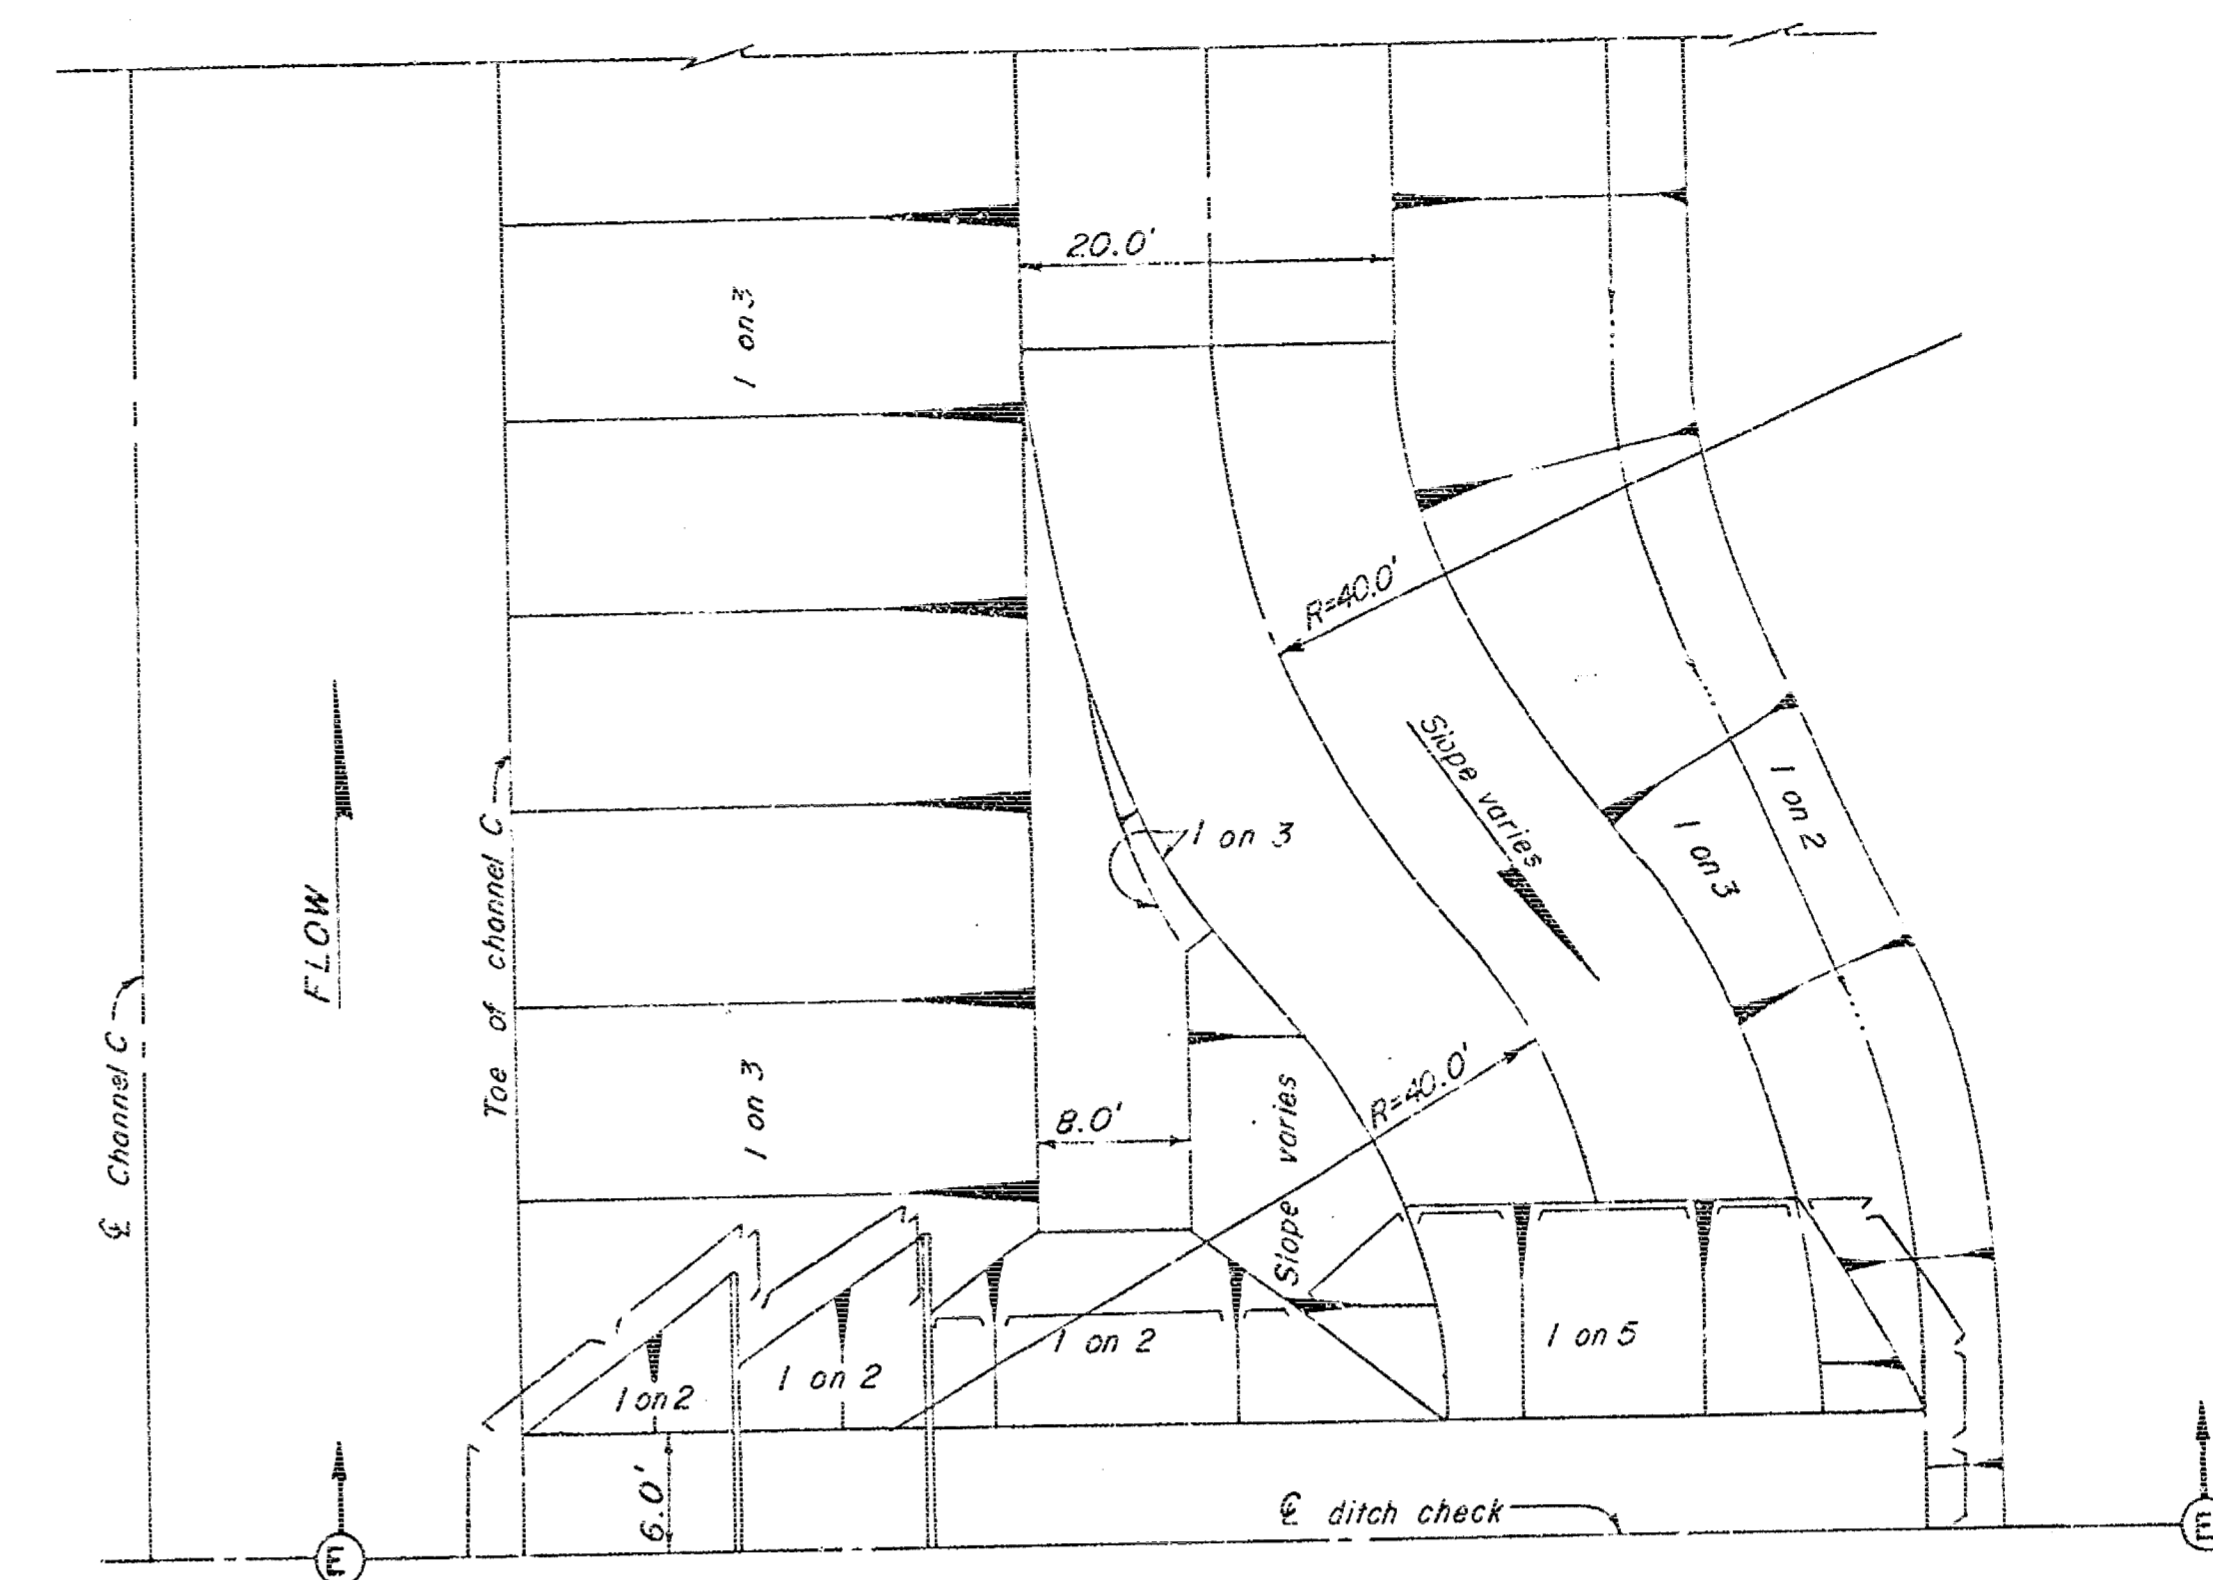 20.0'
1 on 3
R=40.0'
Slope varies
1 on 2
1 on 3
1 on 3
Toe of channel C
FLOW
℄ Channel C
1 on 3
8.0'
R=40.0'
Slope varies
1 on 2
1 on 2
1 on 2
1 on 5
6.0'
℄ ditch check
E
E